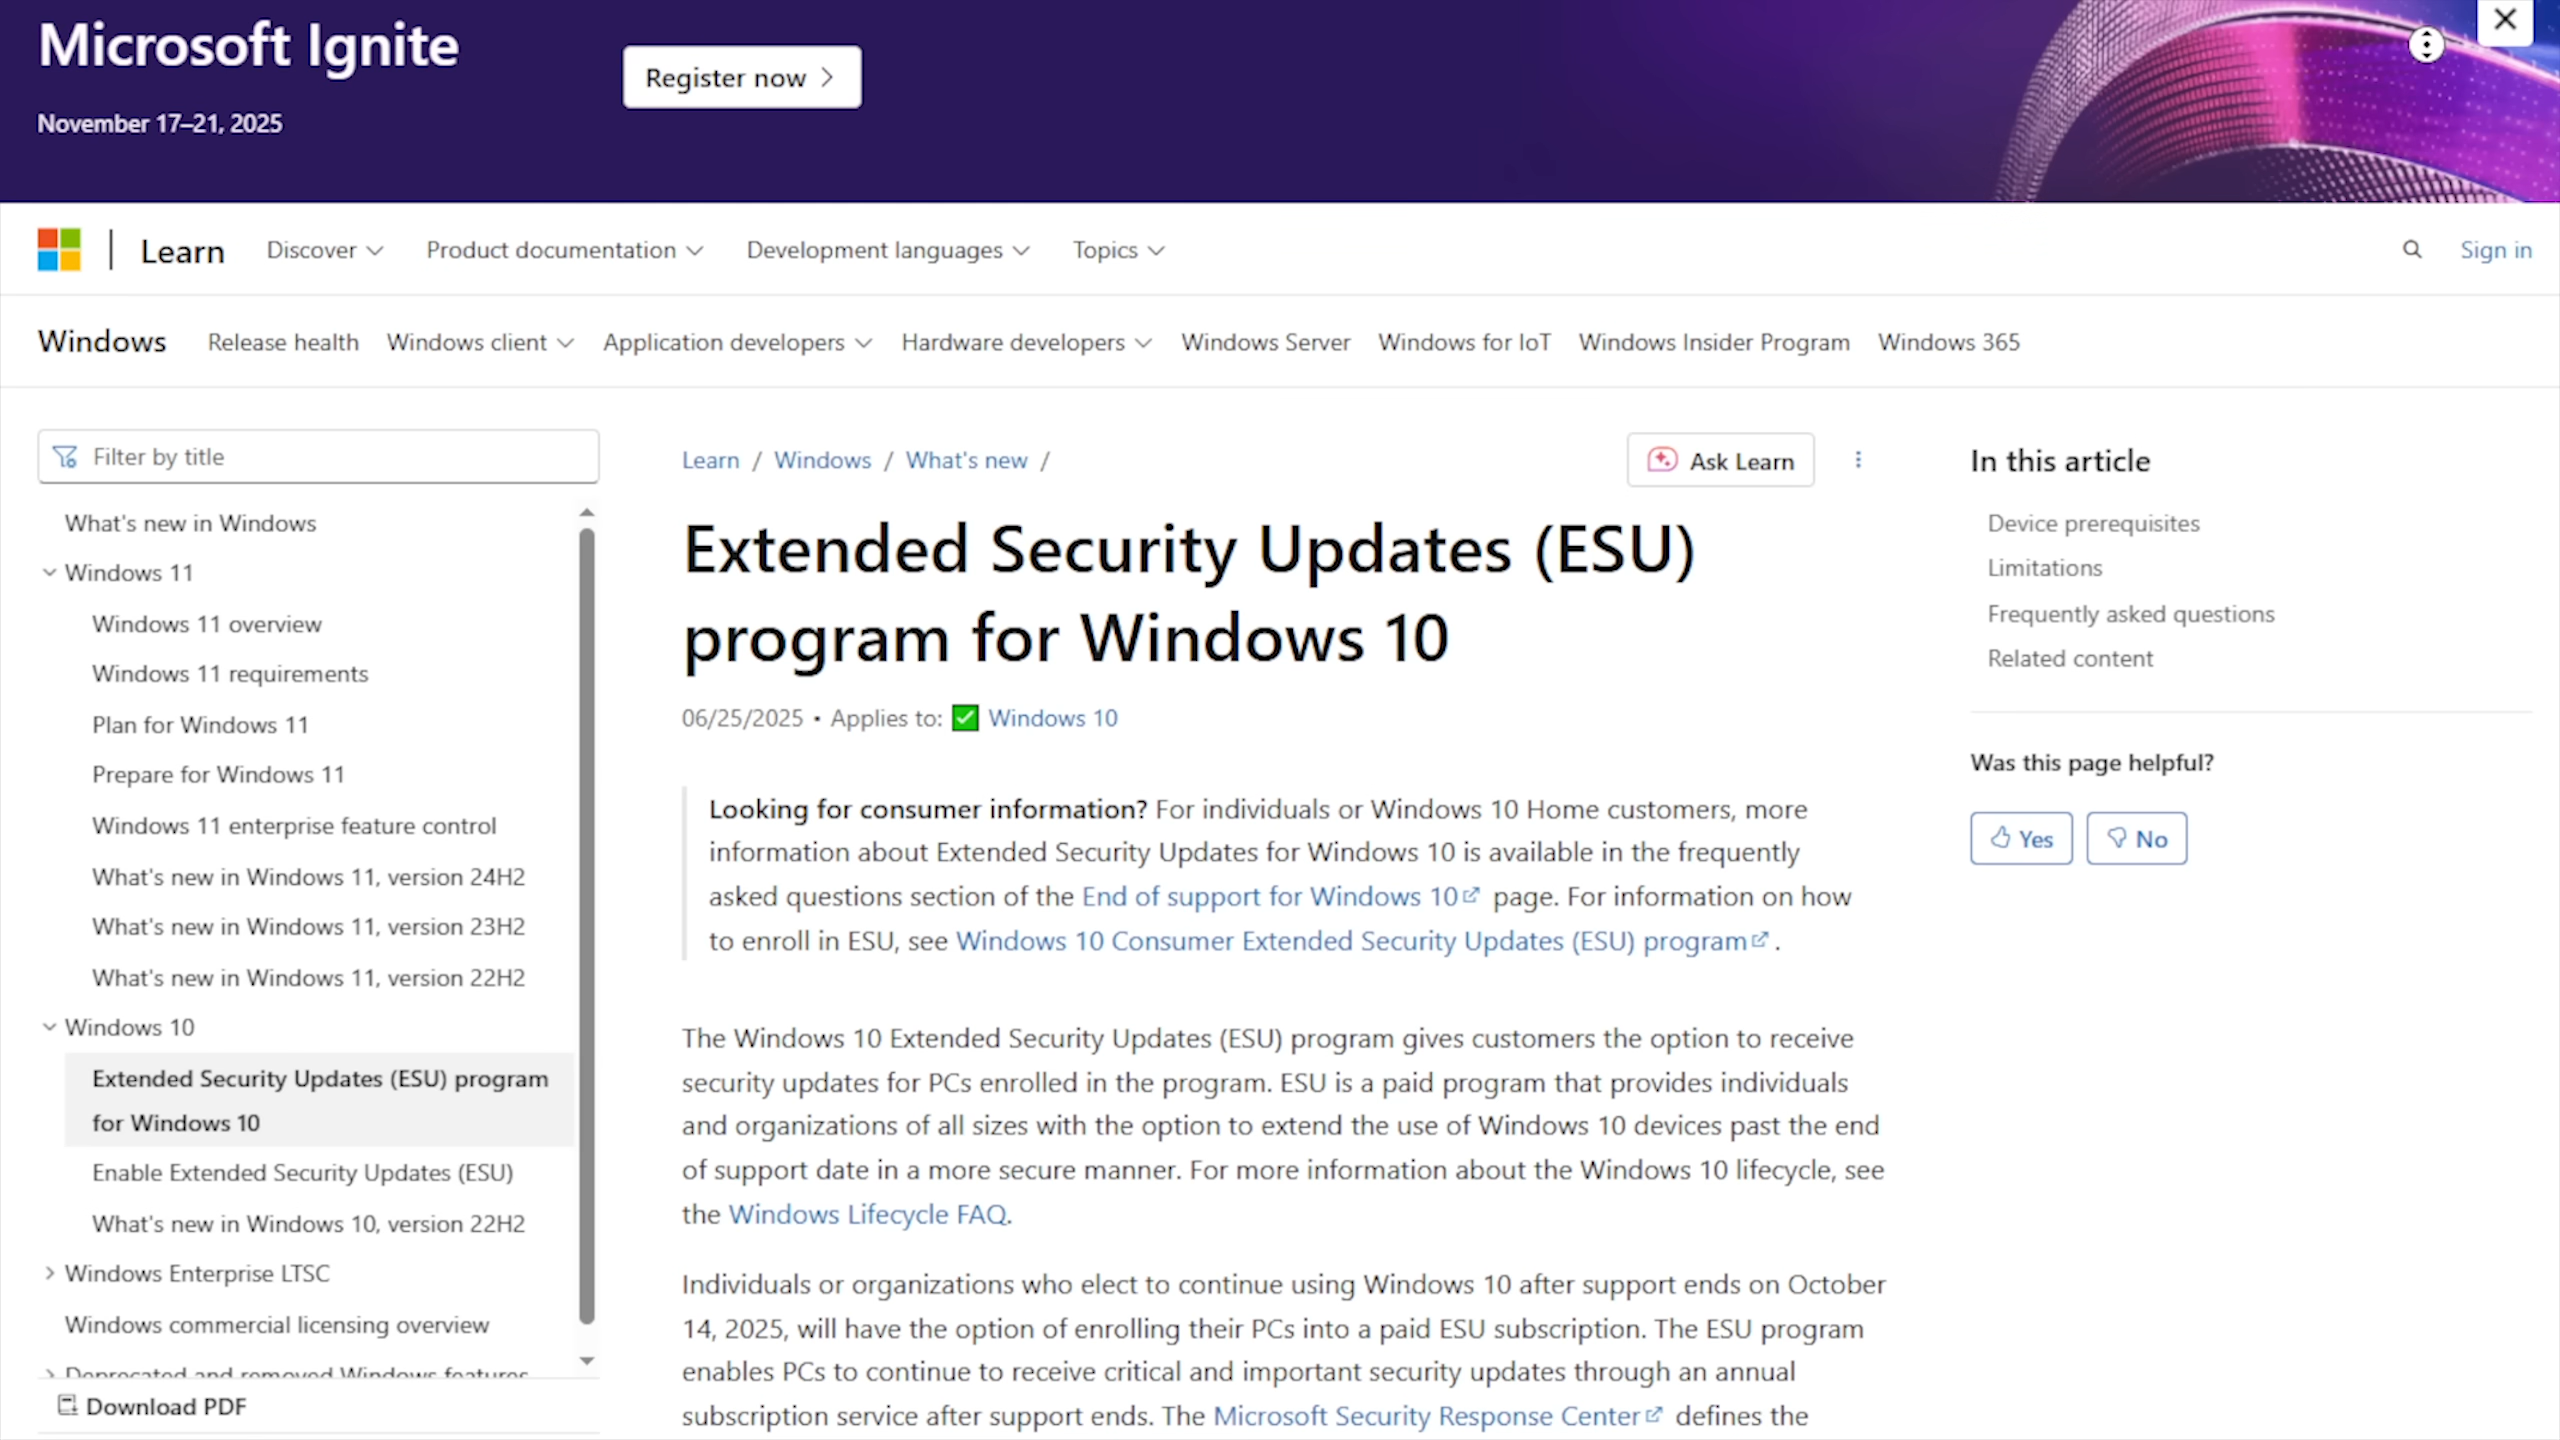 Microsoft Ignite
November 17–21, 2025
Register now
Learn
Discover
Product documentation
Development languages
Topics
Sign in
Windows
Release health
Windows client
Application developers
Hardware developers
Windows Server
Windows for IoT
Windows Insider Program
Windows 365
Filter by title
What's new in Windows
Windows 11
Windows 11 overview
Windows 11 requirements
Plan for Windows 11
Prepare for Windows 11
Windows 11 enterprise feature control
What's new in Windows 11, version 24H2
What's new in Windows 11, version 23H2
What's new in Windows 11, version 22H2
Windows 10
Extended Security Updates (ESU) program
for Windows 10
Enable Extended Security Updates (ESU)
What's new in Windows 10, version 22H2
Windows Enterprise LTSC
Windows commercial licensing overview
Deprecated and removed Windows features
Download PDF
Learn / Windows / What's new /
Ask Learn
Extended Security Updates (ESU)
program for Windows 10
06/25/2025 • Applies to: ✅ Windows 10
Looking for consumer information? For individuals or Windows 10 Home customers, more
information about Extended Security Updates for Windows 10 is available in the frequently
asked questions section of the End of support for Windows 10 page. For information on how
to enroll in ESU, see Windows 10 Consumer Extended Security Updates (ESU) program .
The Windows 10 Extended Security Updates (ESU) program gives customers the option to receive
security updates for PCs enrolled in the program. ESU is a paid program that provides individuals
and organizations of all sizes with the option to extend the use of Windows 10 devices past the end
of support date in a more secure manner. For more information about the Windows 10 lifecycle, see
the Windows Lifecycle FAQ.
Individuals or organizations who elect to continue using Windows 10 after support ends on October
14, 2025, will have the option of enrolling their PCs into a paid ESU subscription. The ESU program
enables PCs to continue to receive critical and important security updates through an annual
subscription service after support ends. The Microsoft Security Response Center defines the
In this article
Device prerequisites
Limitations
Frequently asked questions
Related content
Was this page helpful?
Yes
No